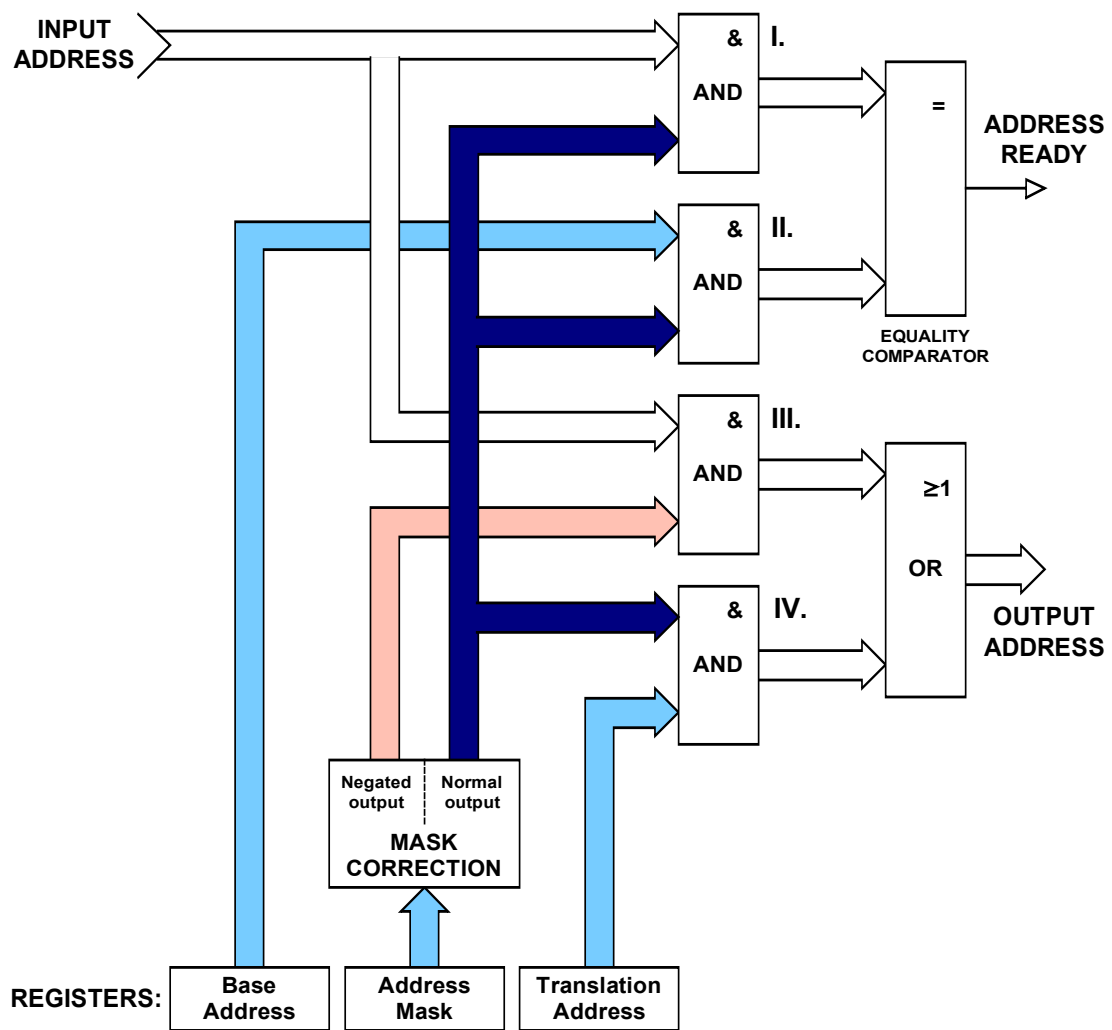 INPUT
ADDRESS
&
I.
AND
=
ADDRESS
READY
&
II.
AND
EQUALITY
COMPARATOR
&
III.
AND
≥1
OR
&
IV.
AND
OUTPUT
ADDRESS
Negated
output
Normal
output
MASK
CORRECTION
REGISTERS:
Base
Address
Address
Mask
Translation
Address